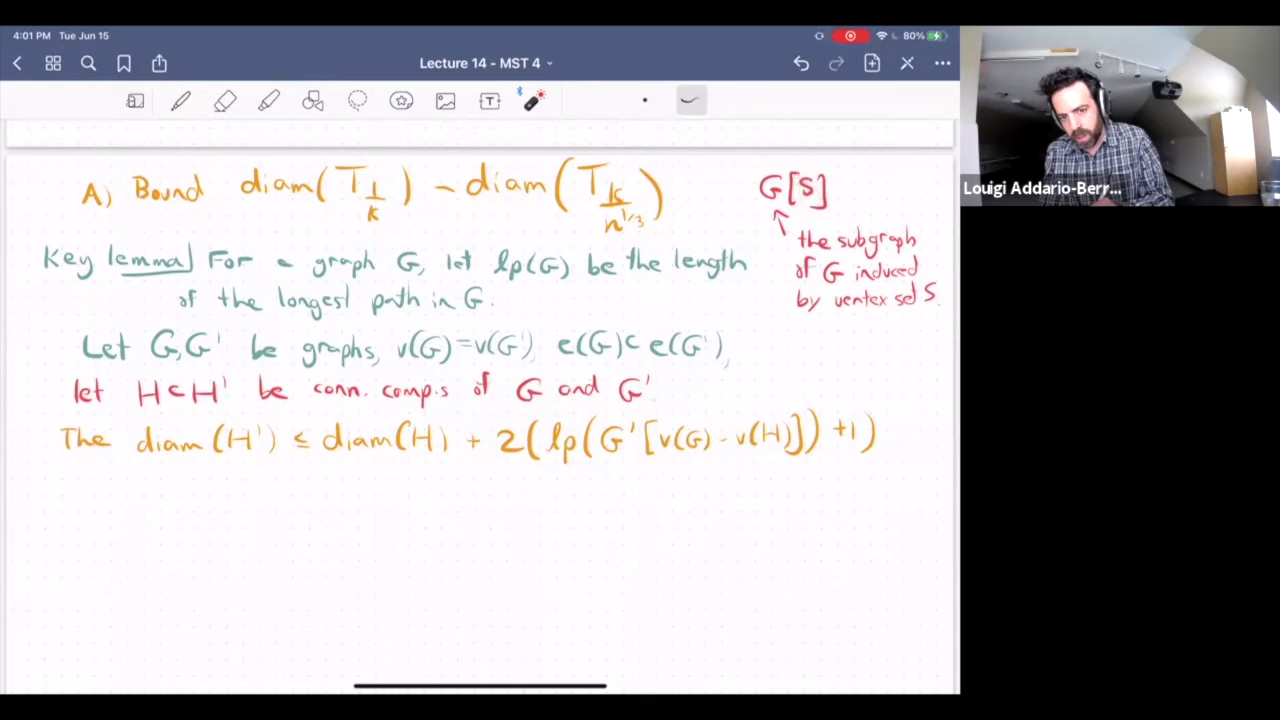 4:01 PM Tue Jun 15
80%
Lecture 14 - MST 4
A) Bound diam(T_{1/k}) - diam(T_{k/n^{1/3}})
G[S]
the subgraph
of G induced
by vertex set S.
Key lemma) For a graph G, let lp(G) be the length
of the longest path in G.
Let G,G' be graphs, v(G)=v(G'), e(G)⊂e(G'),
let H⊂H' be conn. comp.s of G and G'.
The diam(H') ≤ diam(H) + 2(lp(G'[v(G) - v(H)]) +1)
Louigi Addario-Berr...